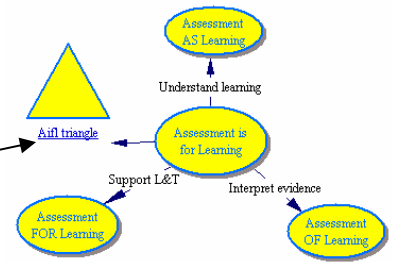 Assessment
AS Learning
Understand learning
Aifl triangle
Assessment is
for Learning
Support L&T
Interpret evidence
Assessment
FOR Learning
Assessment
OF Learning